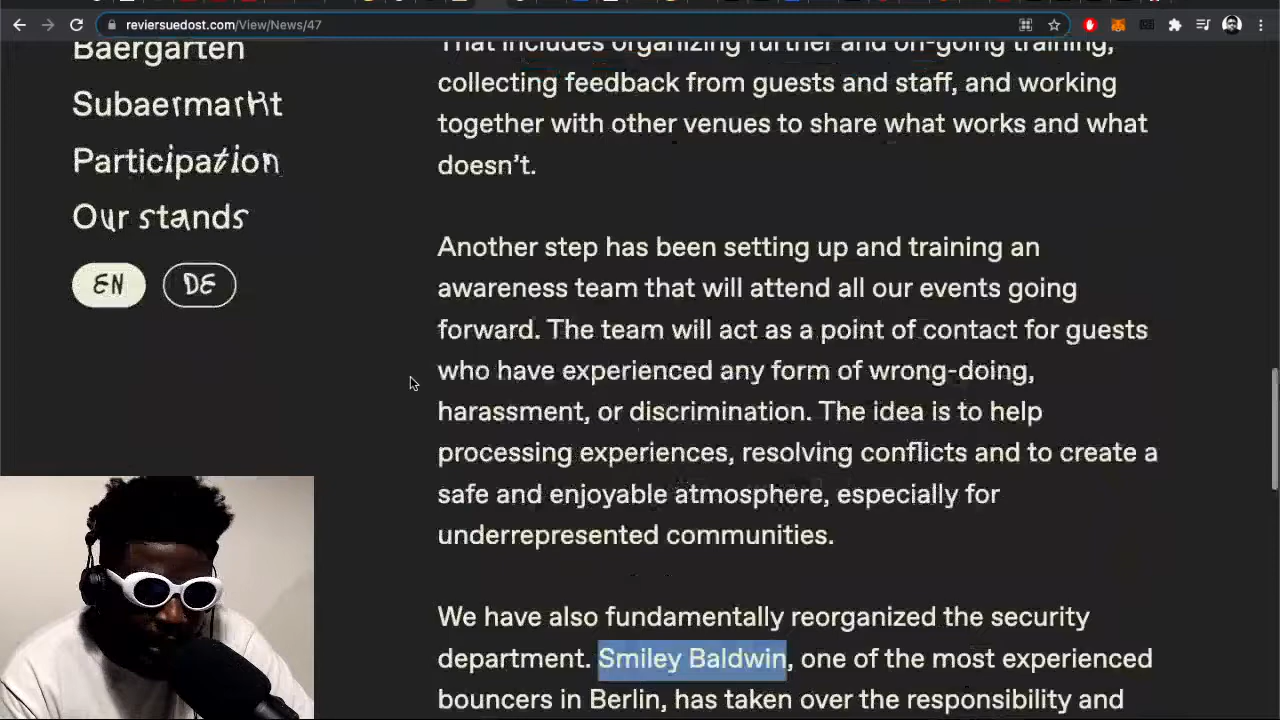 reviersuedost.com/View/News/47
Baergarten
Subaermarkt
Participation
Our stands
EN DE
That includes organizing further and on-going training,
collecting feedback from guests and staff, and working
together with other venues to share what works and what
doesn’t.
Another step has been setting up and training an
awareness team that will attend all our events going
forward. The team will act as a point of contact for guests
who have experienced any form of wrong-doing,
harassment, or discrimination. The idea is to help
processing experiences, resolving conflicts and to create a
safe and enjoyable atmosphere, especially for
underrepresented communities.
We have also fundamentally reorganized the security
department. Smiley Baldwin, one of the most experienced
bouncers in Berlin, has taken over the responsibility and